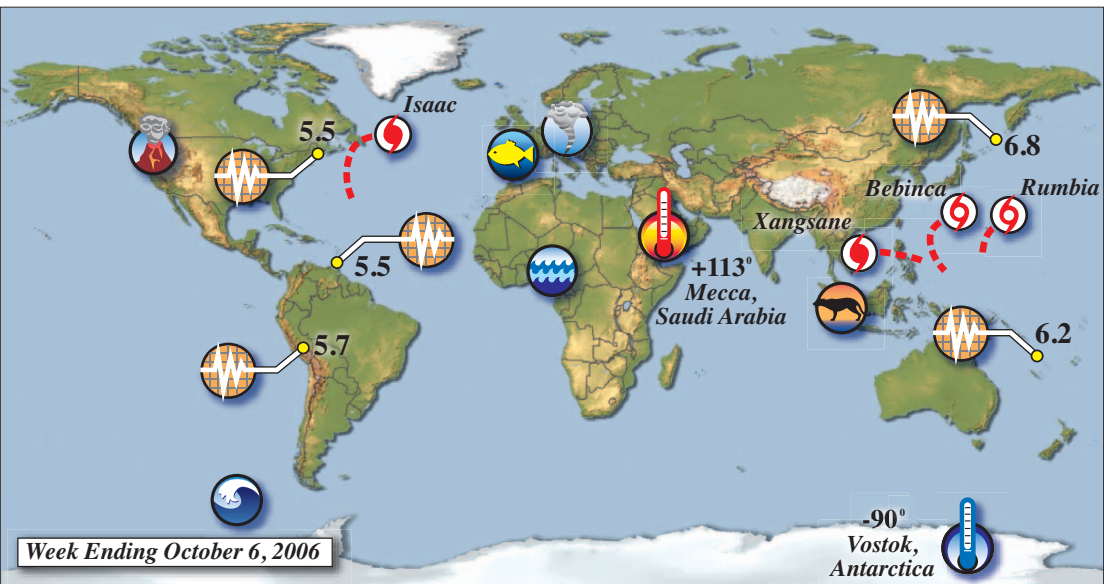 Isaac
5.5
6.8
Bebinca
Rumbia
Xangsane
5.5
+113°
Mecca,
Saudi Arabia
6.2
5.7
-90°
Vostok,
Antarctica
Week Ending October 6, 2006